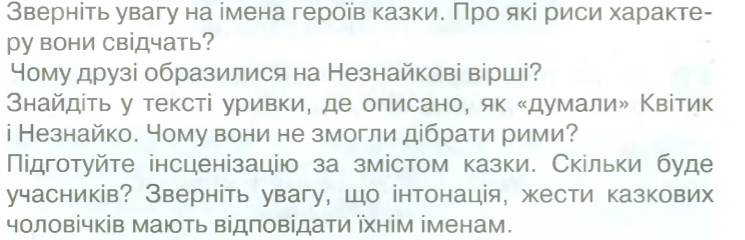 Зверніть увагу на імена героїв казки. Про які риси характе-
ру вони свідчать?
Чому друзі образилися на Незнайкові вірші?
Знайдіть у тексті уривки, де описано, як «думали» Квітик
і Незнайко. Чому вони не змогли дібрати рими?
Підготуйте інсценізацію за змістом казки. Скільки буде
учасників? Зверніть увагу, що інтонація, жести казкових
чоловічків мають відповідати їхнім іменам.